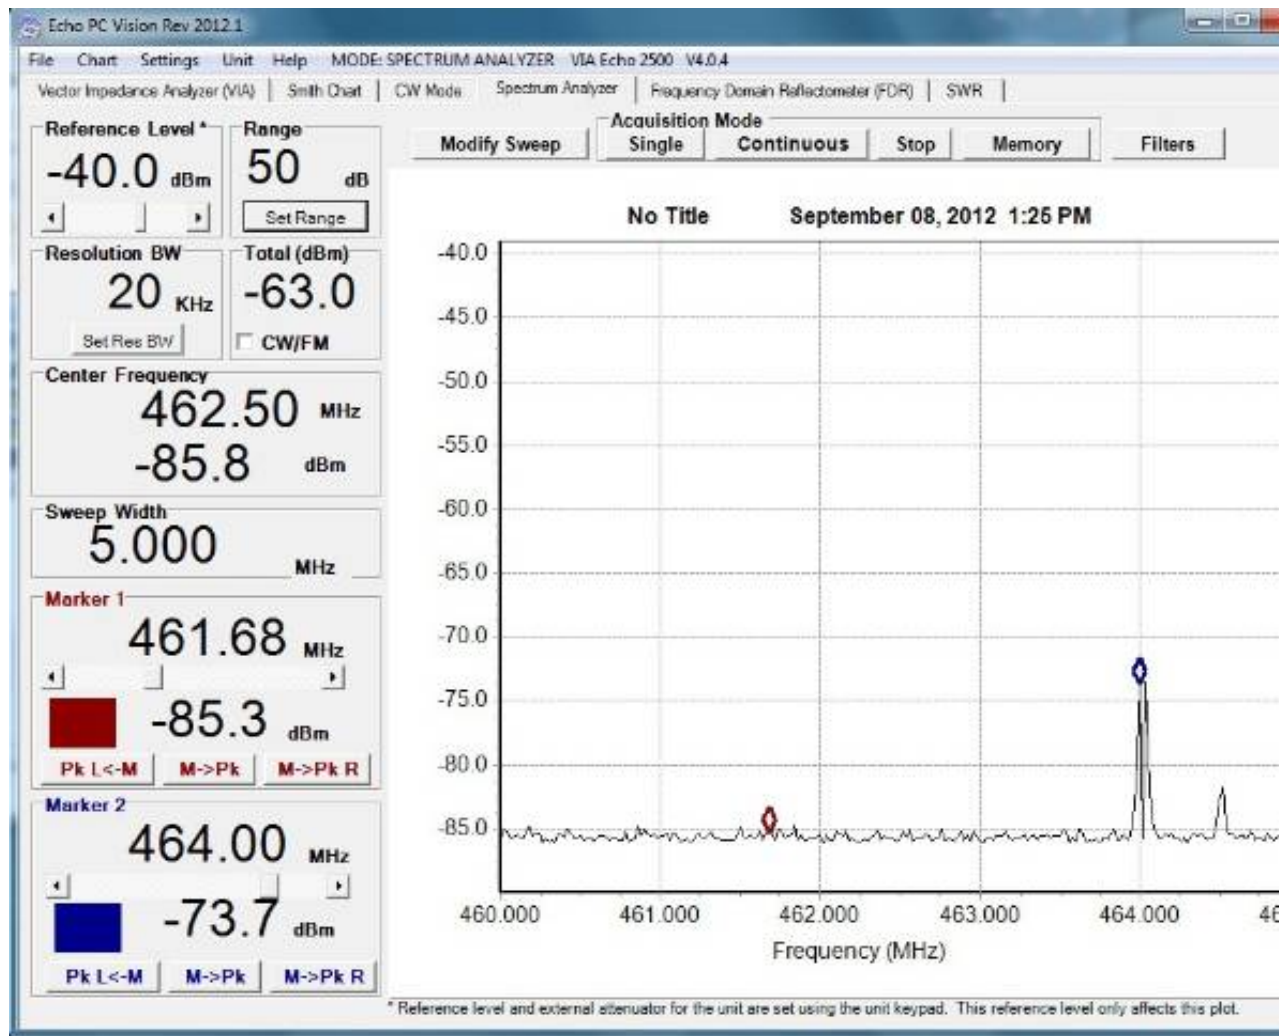 Echo PC Vision Rev 2012.1
File Chart Settings Unit Help MODE: SPECTRUM ANALYZER VIA Echo 2500 V4.0.4
Vector Impedance Analyzer (VIA) Smith Chart CW Mode Spectrum Analyzer Frequency Domain Reflectometer (FDR) SWR
Reference Level *
-40.0 dBm
Range
50 dB
Set Range
Resolution BW
20 KHz
Set Res BW
Total (dBm)
-63.0
CW/FM
Center Frequency
462.50 MHz
-85.8 dBm
Sweep Width
5.000 MHz
Marker 1
461.68 MHz
-85.3 dBm
Pk L<-M M->Pk M->Pk R
Marker 2
464.00 MHz
-73.7 dBm
Pk L<-M M->Pk M->Pk R
Acquisition Mode
Modify Sweep Single Continuous Stop Memory Filters
No Title September 08, 2012 1:25 PM
-40.0
-45.0
-50.0
-55.0
-60.0
-65.0
-70.0
-75.0
-80.0
-85.0
460.000 461.000 462.000 463.000 464.000 46
Frequency (MHz)
* Reference level and external attenuator for the unit are set using the unit keypad. This reference level only affects this plot.